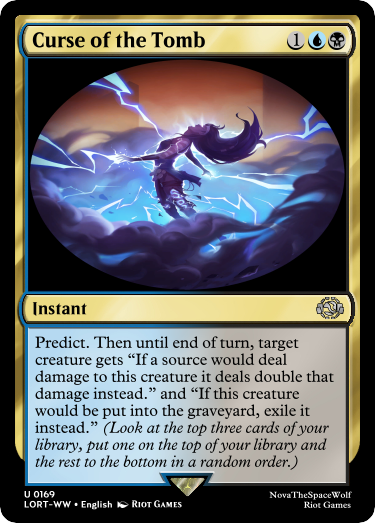 Curse of the Tomb 1
Instant
Predict. Then until end of turn, target
creature gets “If a source would deal
damage to this creature it deals double that
damage instead.” and “If this creature
would be put into the graveyard, exile it
instead.” (Look at the top three cards of your
library, put one on the top of your library and
the rest to the bottom in a random order.)
U 0169
LORT-WW • English Riot Games
NovaTheSpaceWolf
Riot Games